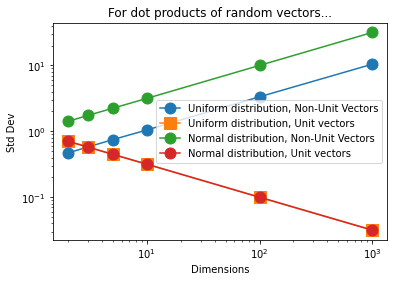 For dot products of random vectors...
Std Dev
10¹
10⁰
10⁻¹
Uniform distribution, Non-Unit Vectors
Uniform distribution, Unit vectors
Normal distribution, Non-Unit Vectors
Normal distribution, Unit vectors
10¹
10²
10³
Dimensions